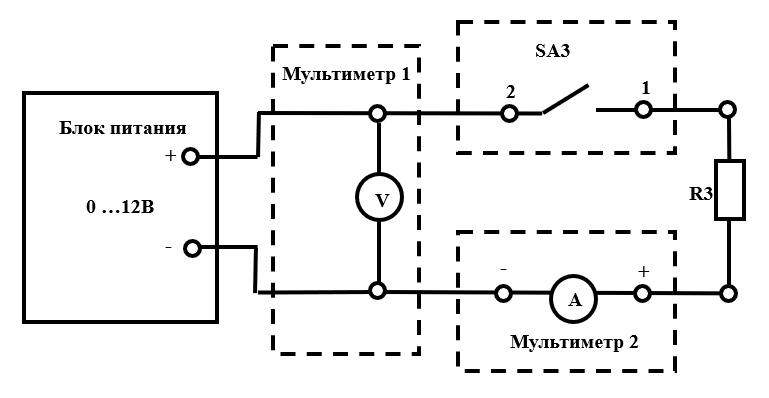 SA3
Мультиметр 1
2
1
Блок питания
+
0 ...12В
R3
V
-
-
+
A
Мультиметр 2